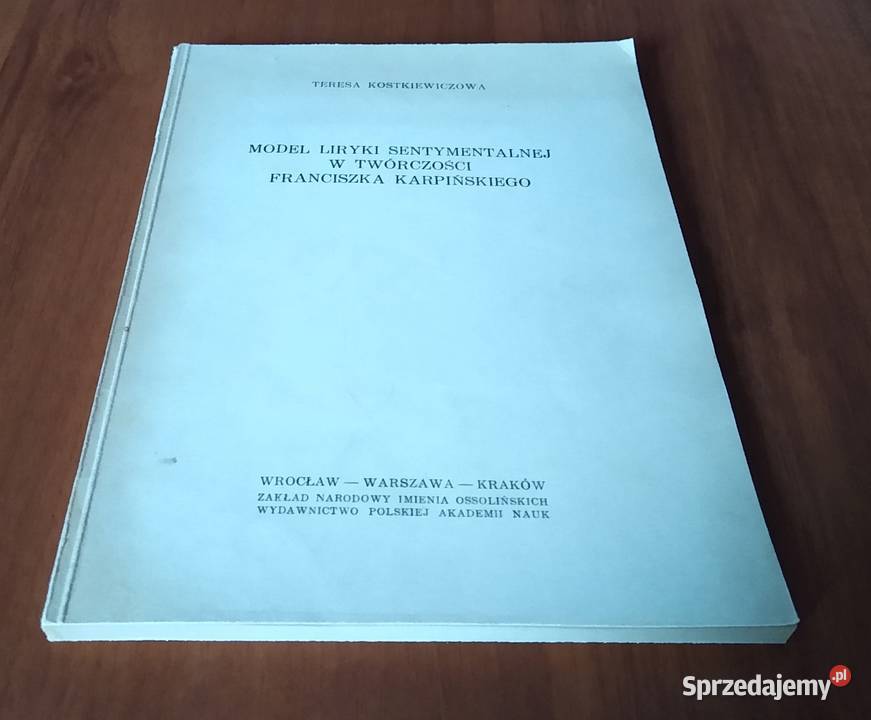 TERESA KOSTKIEWICZOWA
MODEL LIRYKI SENTYMENTALNEJ
W TWÓRCZOŚCI
FRANCISZKA KARPIŃSKIEGO
WROCŁAW — WARSZAWA — KRAKÓW
ZAKŁAD NARODOWY IMIENIA OSSOLIŃSKICH
WYDAWNICTWO POLSKIEJ AKADEMII NAUK
Sprzedajemy.pl